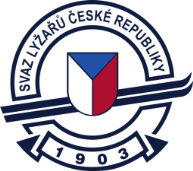 SVAZ LYŽAŘŮ ČESKÉ REPUBLIKY
1903